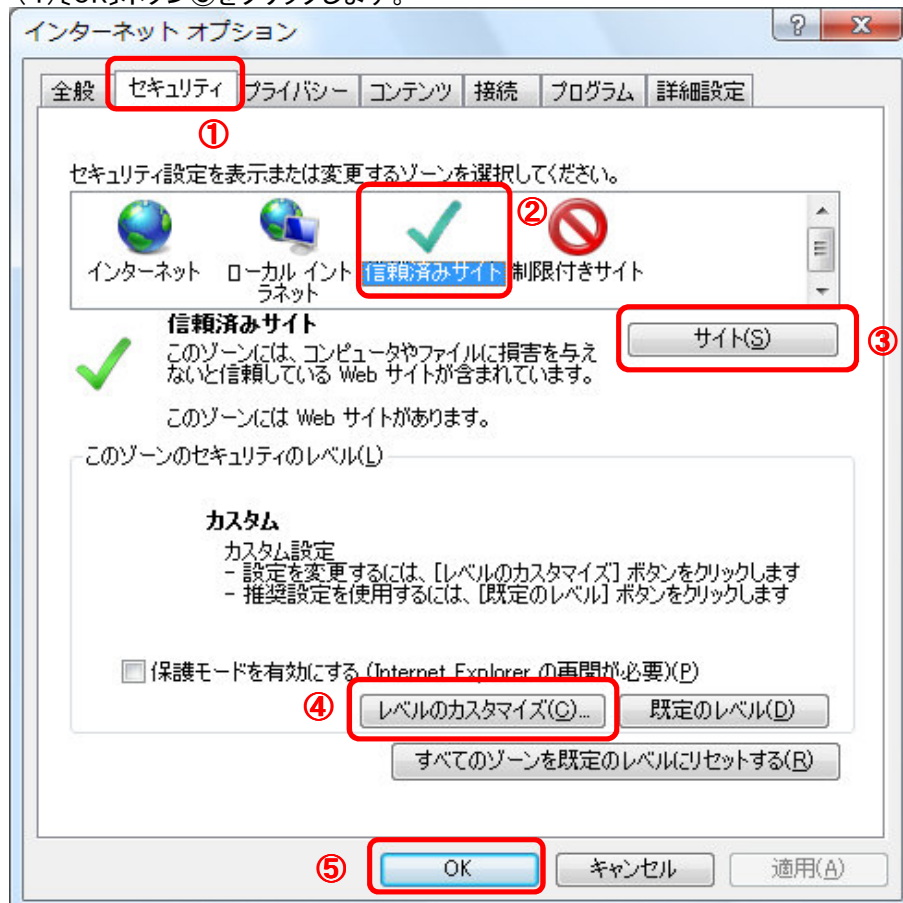 (4)[OK]ボタン⑤をクリックします。
インターネット オプション
全般 セキュリティ プライバシー コンテンツ 接続 プログラム 詳細設定
①
セキュリティ設定を表示または変更するゾーンを選択してください。
②
インターネット ローカル イントラネット 信頼済みサイト 制限付きサイト
信頼済みサイト
サイト(S) ③
このゾーンには、コンピュータやファイルに損害を与え
ないと信頼している Web サイトが含まれています。
このゾーンには Web サイトがあります。
このゾーンのセキュリティのレベル(L)
カスタム
カスタム設定
- 設定を変更するには、[レベルのカスタマイズ] ボタンをクリックします
- 推奨設定を使用するには、[既定のレベル] ボタンをクリックします
保護モードを有効にする (Internet Explorer の再開が必要)(P)
④ レベルのカスタマイズ(C)... 既定のレベル(D)
すべてのゾーンを既定のレベルにリセットする(R)
⑤ OK キャンセル 適用(A)